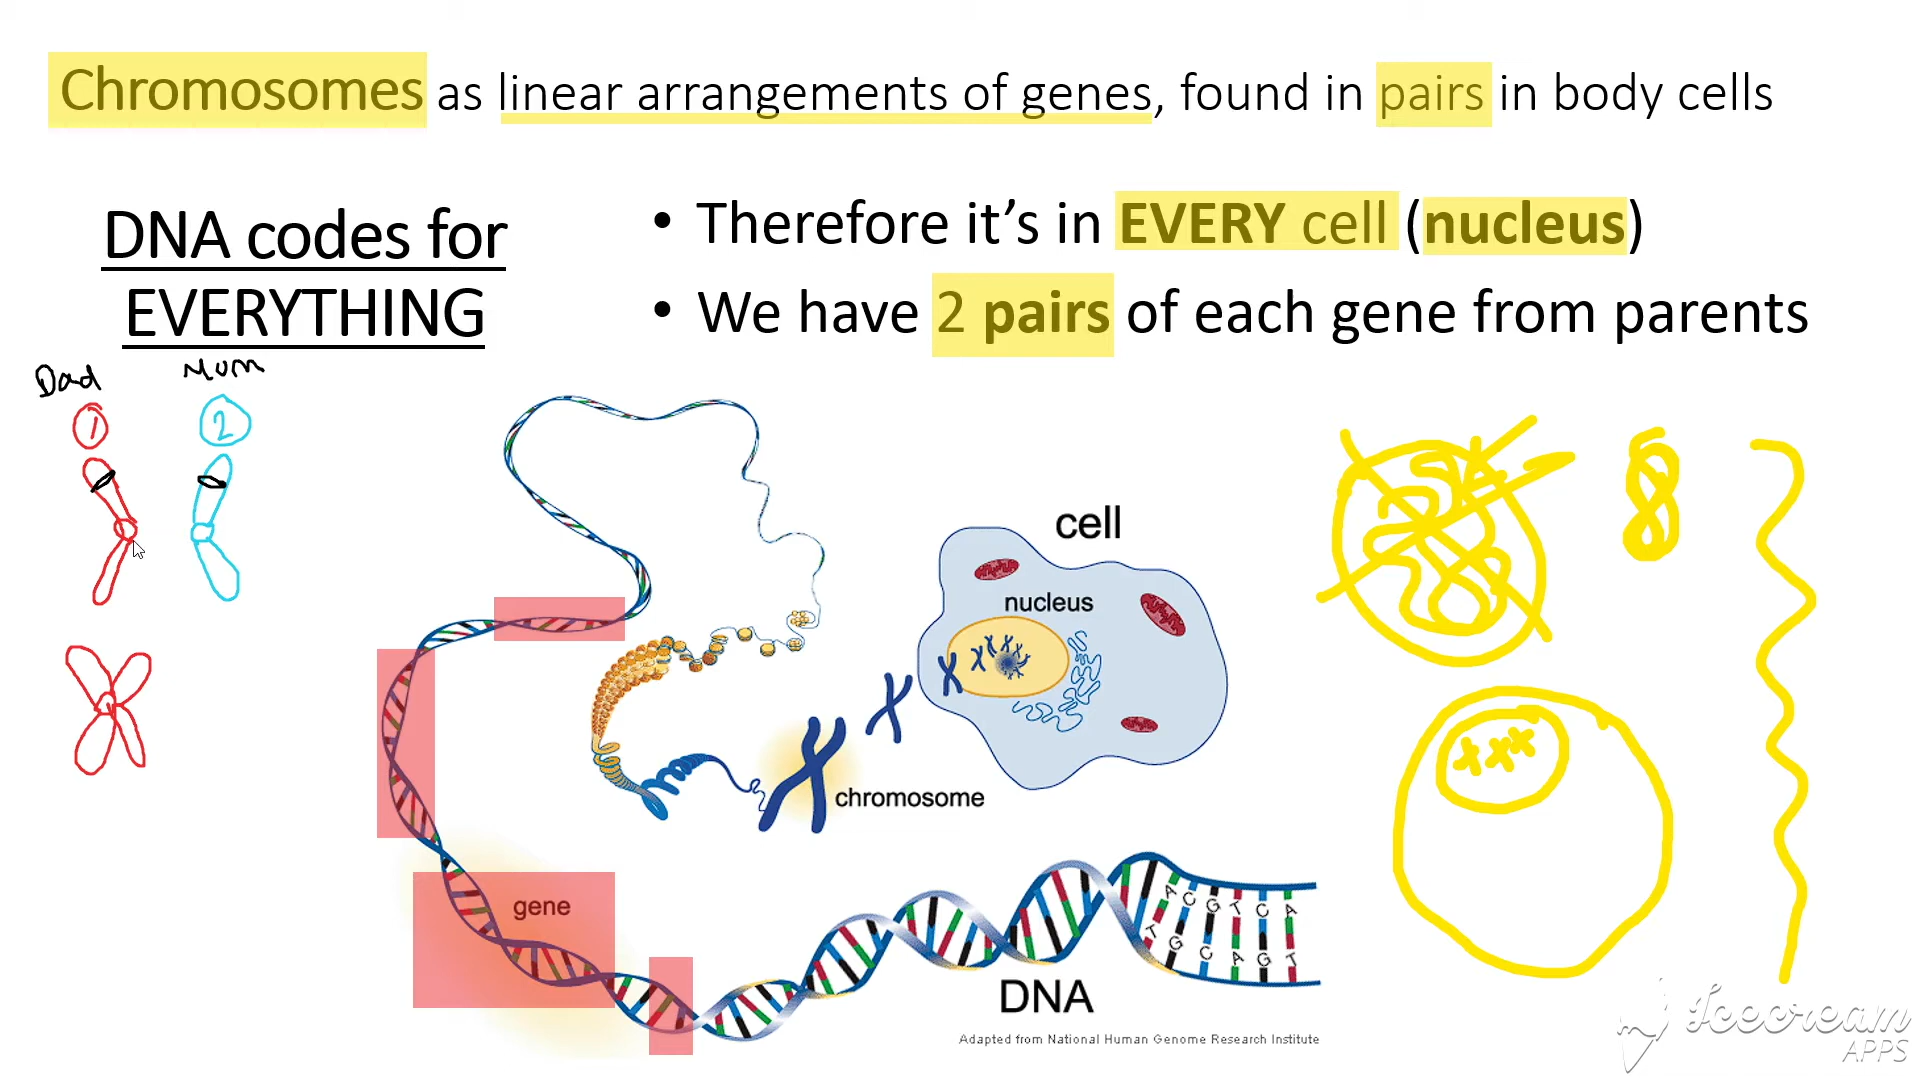 Chromosomes as linear arrangements of genes, found in pairs in body cells
DNA codes for
EVERYTHING
• Therefore it's in EVERY cell (nucleus)
• We have 2 pairs of each gene from parents
Dad
Mum
1
2
cell
nucleus
chromosome
gene
A C G T C A
T G C A G T
DNA
Adapted from National Human Genome Research Institute
Icecream
APPS